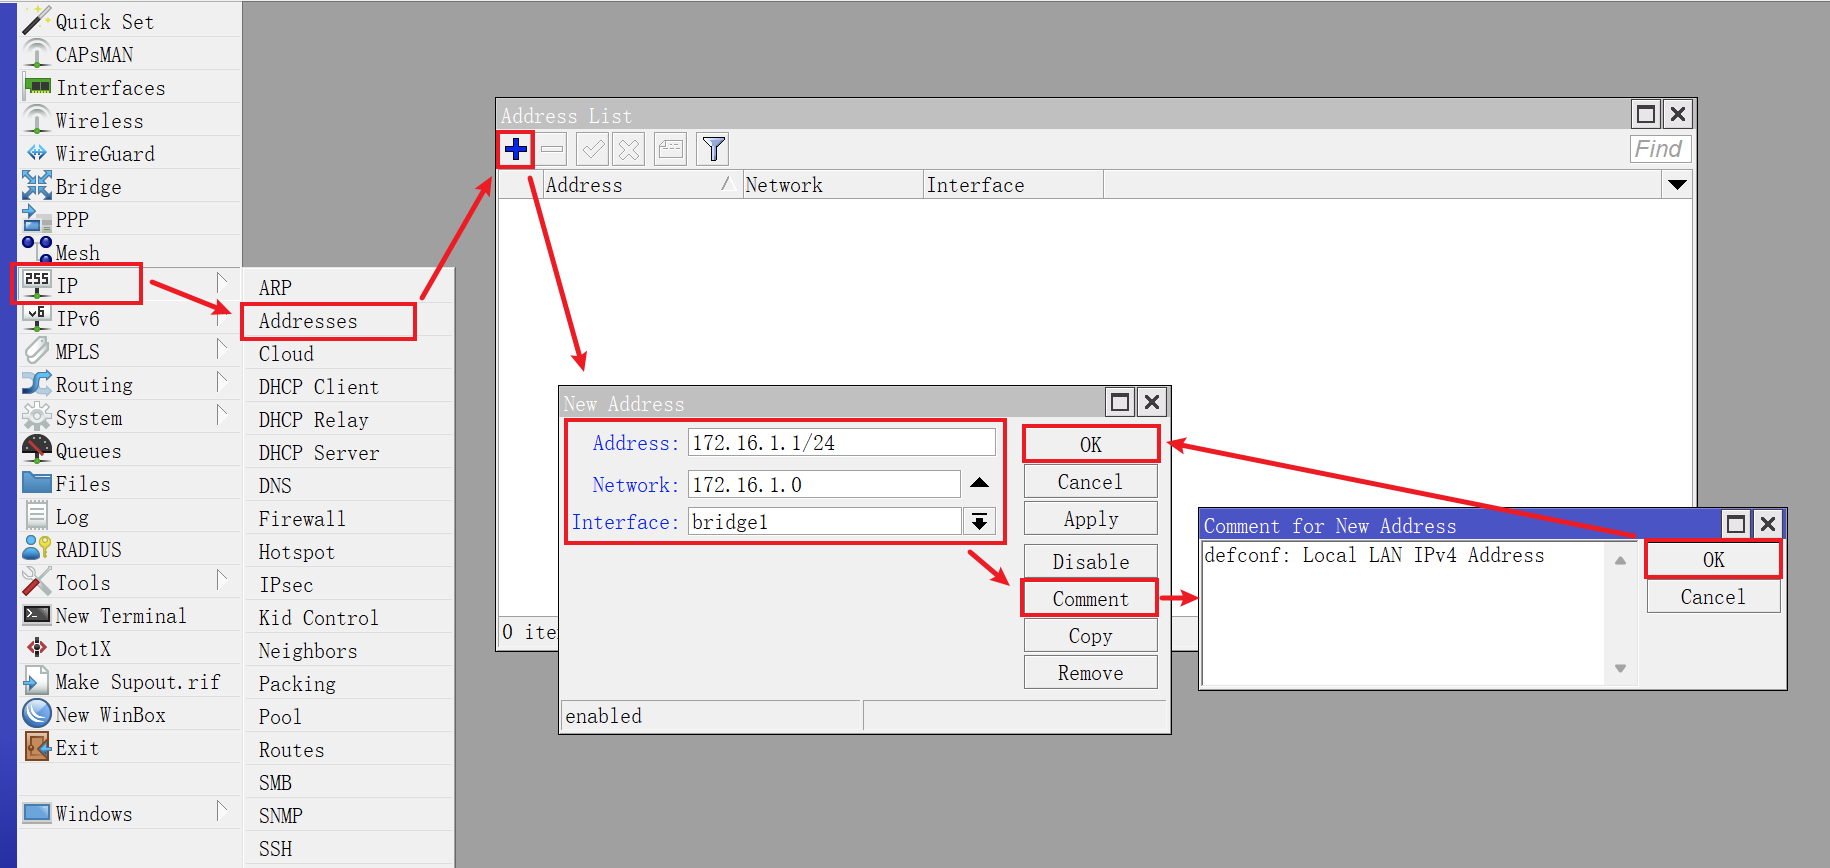 Quick Set
CAPsMAN
Interfaces
Wireless
WireGuard
Bridge
PPP
Mesh
255
IP
v6
IPv6
MPLS
Routing
System
Queues
Files
Log
RADIUS
Tools
New Terminal
Dot1X
Make Supout.rif
New WinBox
Exit
Windows
ARP
Addresses
Cloud
DHCP Client
DHCP Relay
DHCP Server
DNS
Firewall
Hotspot
IPsec
Kid Control
Neighbors
Packing
Pool
Routes
SMB
SNMP
SSH
Address List
Find
Address Network Interface
0 ite
New Address
Address: 172.16.1.1/24
Network: 172.16.1.0
Interface: bridge1
OK
Cancel
Apply
Disable
Comment
Copy
Remove
enabled
Comment for New Address
defconf: Local LAN IPv4 Address
OK
Cancel